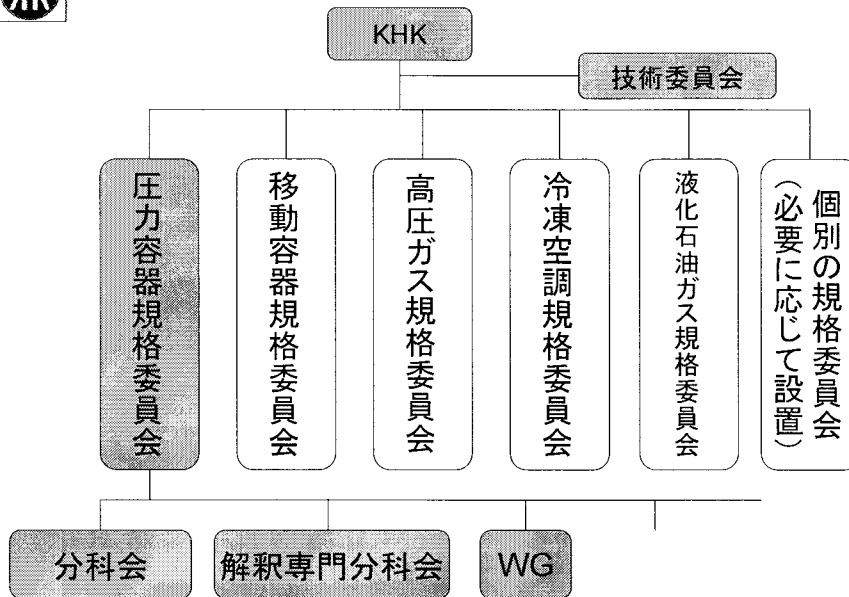 KHK
技術委員会
圧力容器規格委員会
移動容器規格委員会
高圧ガス規格委員会
冷凍空調規格委員会
液化石油ガス規格委員会
個別の規格委員会
（必要に応じて設置）
分科会
解釈専門分科会
WG